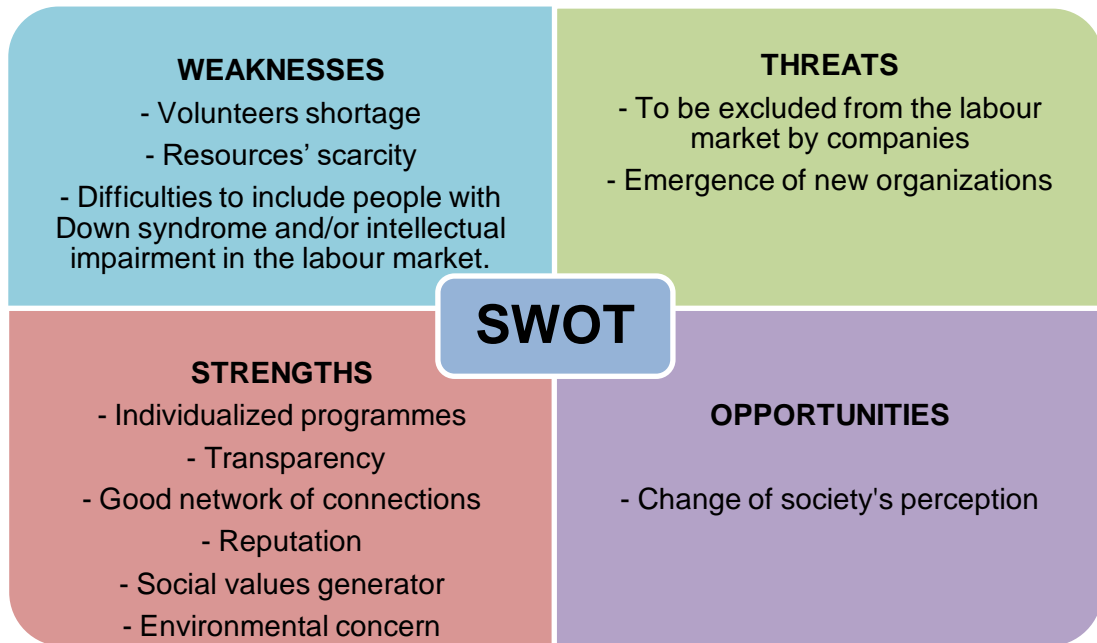 WEAKNESSES
- Volunteers shortage
- Resources’ scarcity
- Difficulties to include people with
Down syndrome and/or intellectual
impairment in the labour market.
THREATS
- To be excluded from the labour
market by companies
- Emergence of new organizations
SWOT
STRENGTHS
- Individualized programmes
- Transparency
- Good network of connections
- Reputation
- Social values generator
- Environmental concern
OPPORTUNITIES
- Change of society's perception